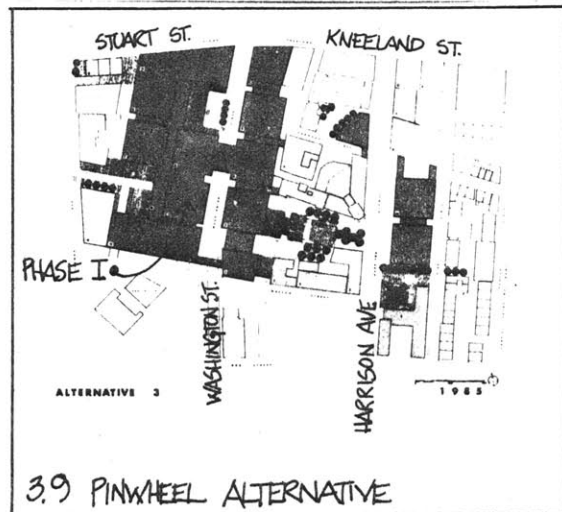 STUART ST.
KNEELAND ST.
PHASE I
WASHINGTON ST.
HARRISON AVE
ALTERNATIVE 3
1985
3.9 PINWHEEL ALTERNATIVE